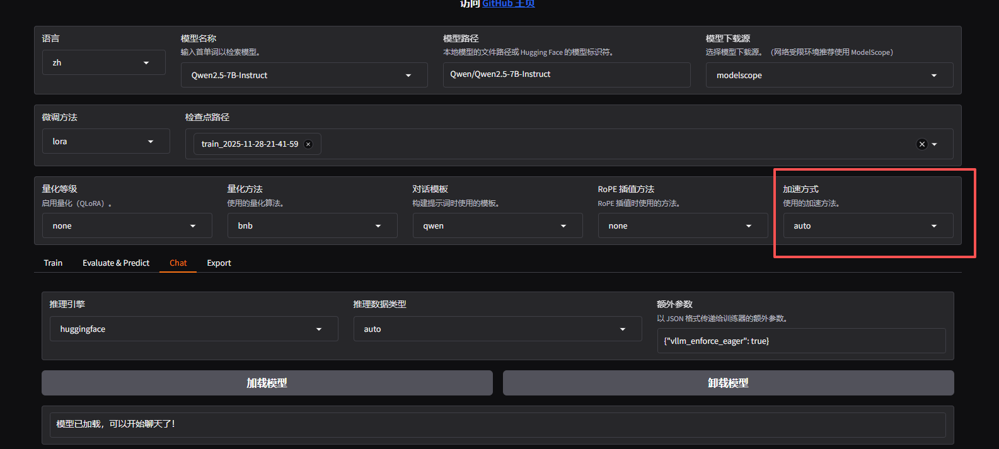 访问 GitHub 主页
语言
zh
模型名称
输入首单词以检索模型。
Qwen2.5-7B-Instruct
模型路径
本地模型的文件路径或 Hugging Face 的模型标识符。
Qwen/Qwen2.5-7B-Instruct
模型下载源
选择模型下载源。（网络受限环境推荐使用 ModelScope）
modelscope
微调方法
lora
检查点路径
train_2025-11-28-21-41-59
量化等级
启用量化（QLoRA）。
none
量化方法
使用的量化算法。
bnb
对话模板
构建提示词时使用的模板。
qwen
RoPE 插值方法
RoPE 插值时使用的方法。
none
加速方式
使用的加速方法。
auto
Train
Evaluate & Predict
Chat
Export
推理引擎
huggingface
推理数据类型
auto
额外参数
以 JSON 格式传递给训练器的额外参数。
{"vllm_enforce_eager": true}
加载模型
卸载模型
模型已加载，可以开始聊天了！